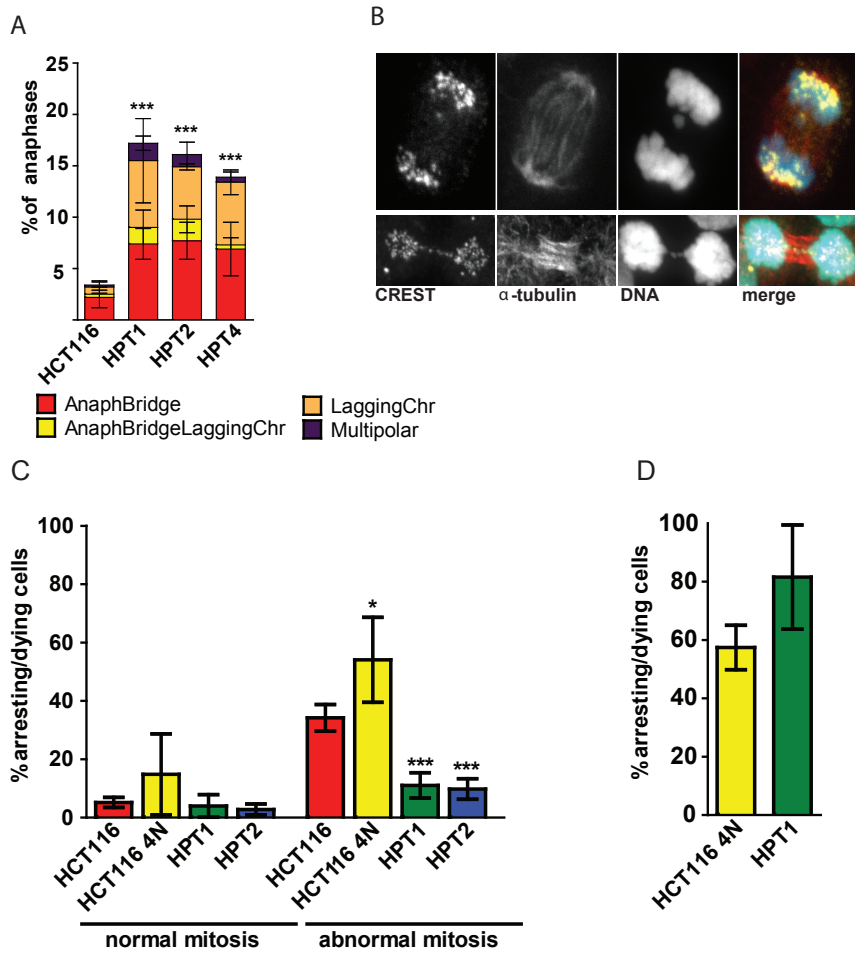 A
% of anaphases
25
20
15
10
5
***
***
***
HCT116
HPT1
HPT2
HPT4
AnaphBridge
AnaphBridgeLaggingChr
LaggingChr
Multipolar
B
CREST α-tubulin DNA merge
C
%arresting/dying cells
100
80
60
40
20
0
*
***
***
HCT116
HCT116 4N
HPT1
HPT2
HCT116
HCT116 4N
HPT1
HPT2
normal mitosis
abnormal mitosis
D
%arresting/dying cells
100
80
60
40
20
0
HCT116 4N
HPT1